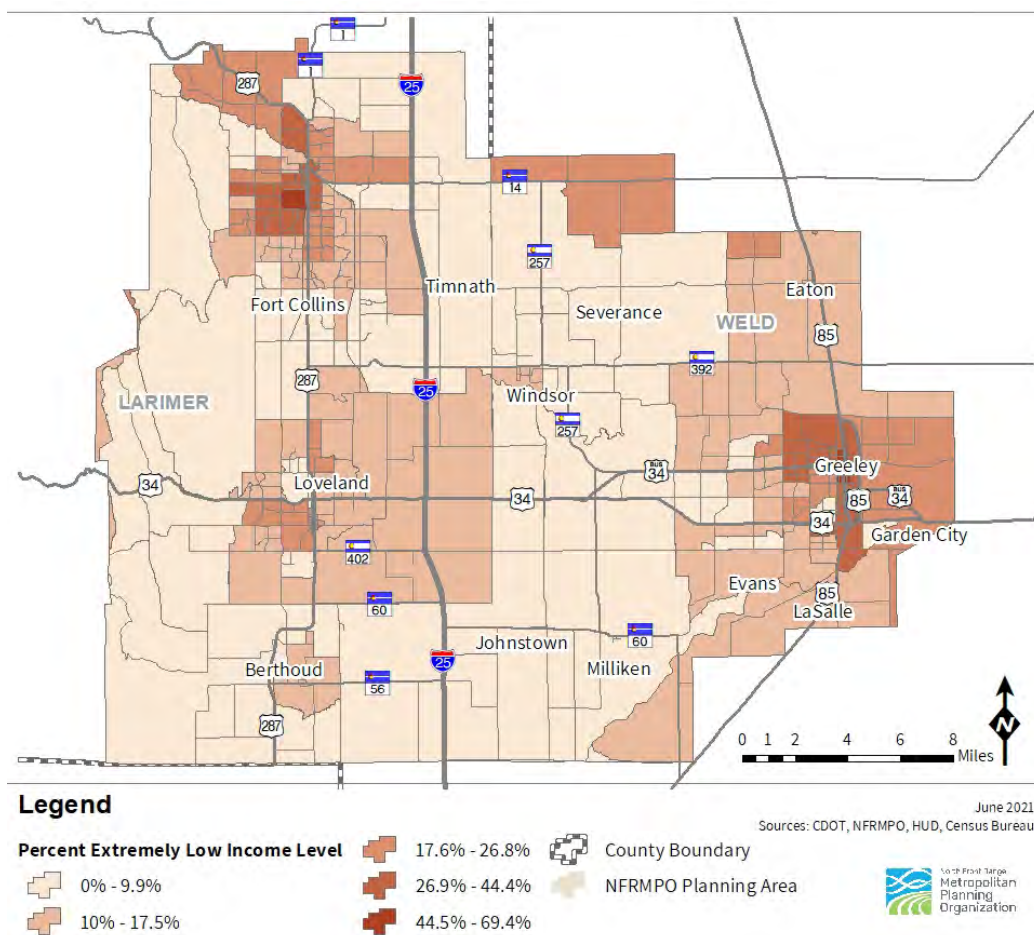 1
1
287
25
14
257
Timnath
Eaton
Fort Collins
Severance
WELD
85
392
287
25
LARIMER
Windsor
257
34
Loveland
34
BUS
34
Greeley
85
BUS
34
34
Garden City
402
Evans
60
85
LaSalle
Johnstown
60
Berthoud
25
Milliken
56
287
N
0 1 2 4 6 8
Miles
Legend
June 2021
Sources: CDOT, NFRMPO, HUD, Census Bureau
Percent Extremely Low Income Level
0% - 9.9%
10% - 17.5%
17.6% - 26.8%
26.9% - 44.4%
44.5% - 69.4%
County Boundary
NFRMPO Planning Area
North Front Range
Metropolitan
Planning
Organization